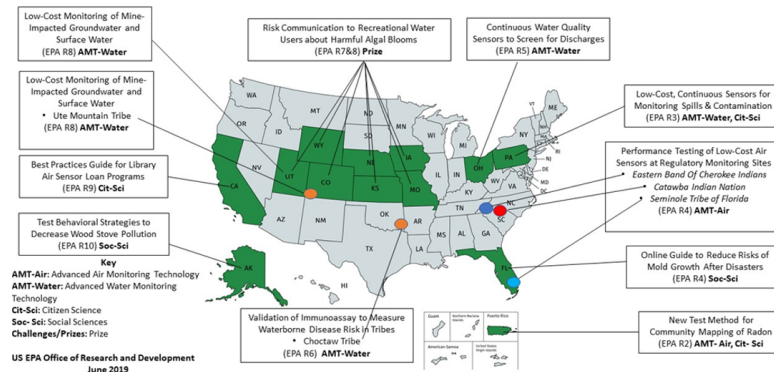 Low-Cost Monitoring of Mine-
Impacted Groundwater and
Surface Water
(EPA R8) AMT-Water
Risk Communication to Recreational Water
Users about Harmful Algal Blooms
(EPA R7&8) Prize
Continuous Water Quality
Sensors to Screen for Discharges
(EPA R5) AMT-Water
Low-Cost Monitoring of Mine-
Impacted Groundwater and
Surface Water
• Ute Mountain Tribe
(EPA R8) AMT-Water
Low-Cost, Continuous Sensors for
Monitoring Spills & Contamination
(EPA R3) AMT-Water, Cit-Sci
Best Practices Guide for Library
Air Sensor Loan Programs
(EPA R9) Cit-Sci
Performance Testing of Low-Cost Air
Sensors at Regulatory Monitoring Sites
• Eastern Band Of Cherokee Indians
• Catawba Indian Nation
• Seminole Tribe of Florida
(EPA R4) AMT-Air
Test Behavioral Strategies to
Decrease Wood Stove Pollution
(EPA R10) Soc-Sci
Online Guide to Reduce Risks of
Mold Growth After Disasters
(EPA R4) Soc-Sci
Key
AMT-Air: Advanced Air Monitoring Technology
AMT-Water: Advanced Water Monitoring
Technology
Cit-Sci: Citizen Science
Soc- Sci: Social Sciences
Challenges/Prizes: Prize
US EPA Office of Research and Development
June 2019
Validation of Immunoassay to Measure
Waterborne Disease Risk in Tribes
• Choctaw Tribe
(EPA R6) AMT-Water
New Test Method for
Community Mapping of Radon
(EPA R2) AMT- Air, Cit- Sci
WA
MT
ND
MN
OR
ID
WY
SD
WI
MI
NY
VT
ME
NV
UT
CO
NE
IA
IL
IN
OH
PA
NJ
DE
RI
CA
KS
MO
KY
WV
VA
AZ
NM
OK
AR
TN
NC
SC
TX
LA
MS
AL
GA
FL
AK
HI
Guam
Northern Mariana
Islands
Puerto Rico
American Samoa
United States
Virgin Islands